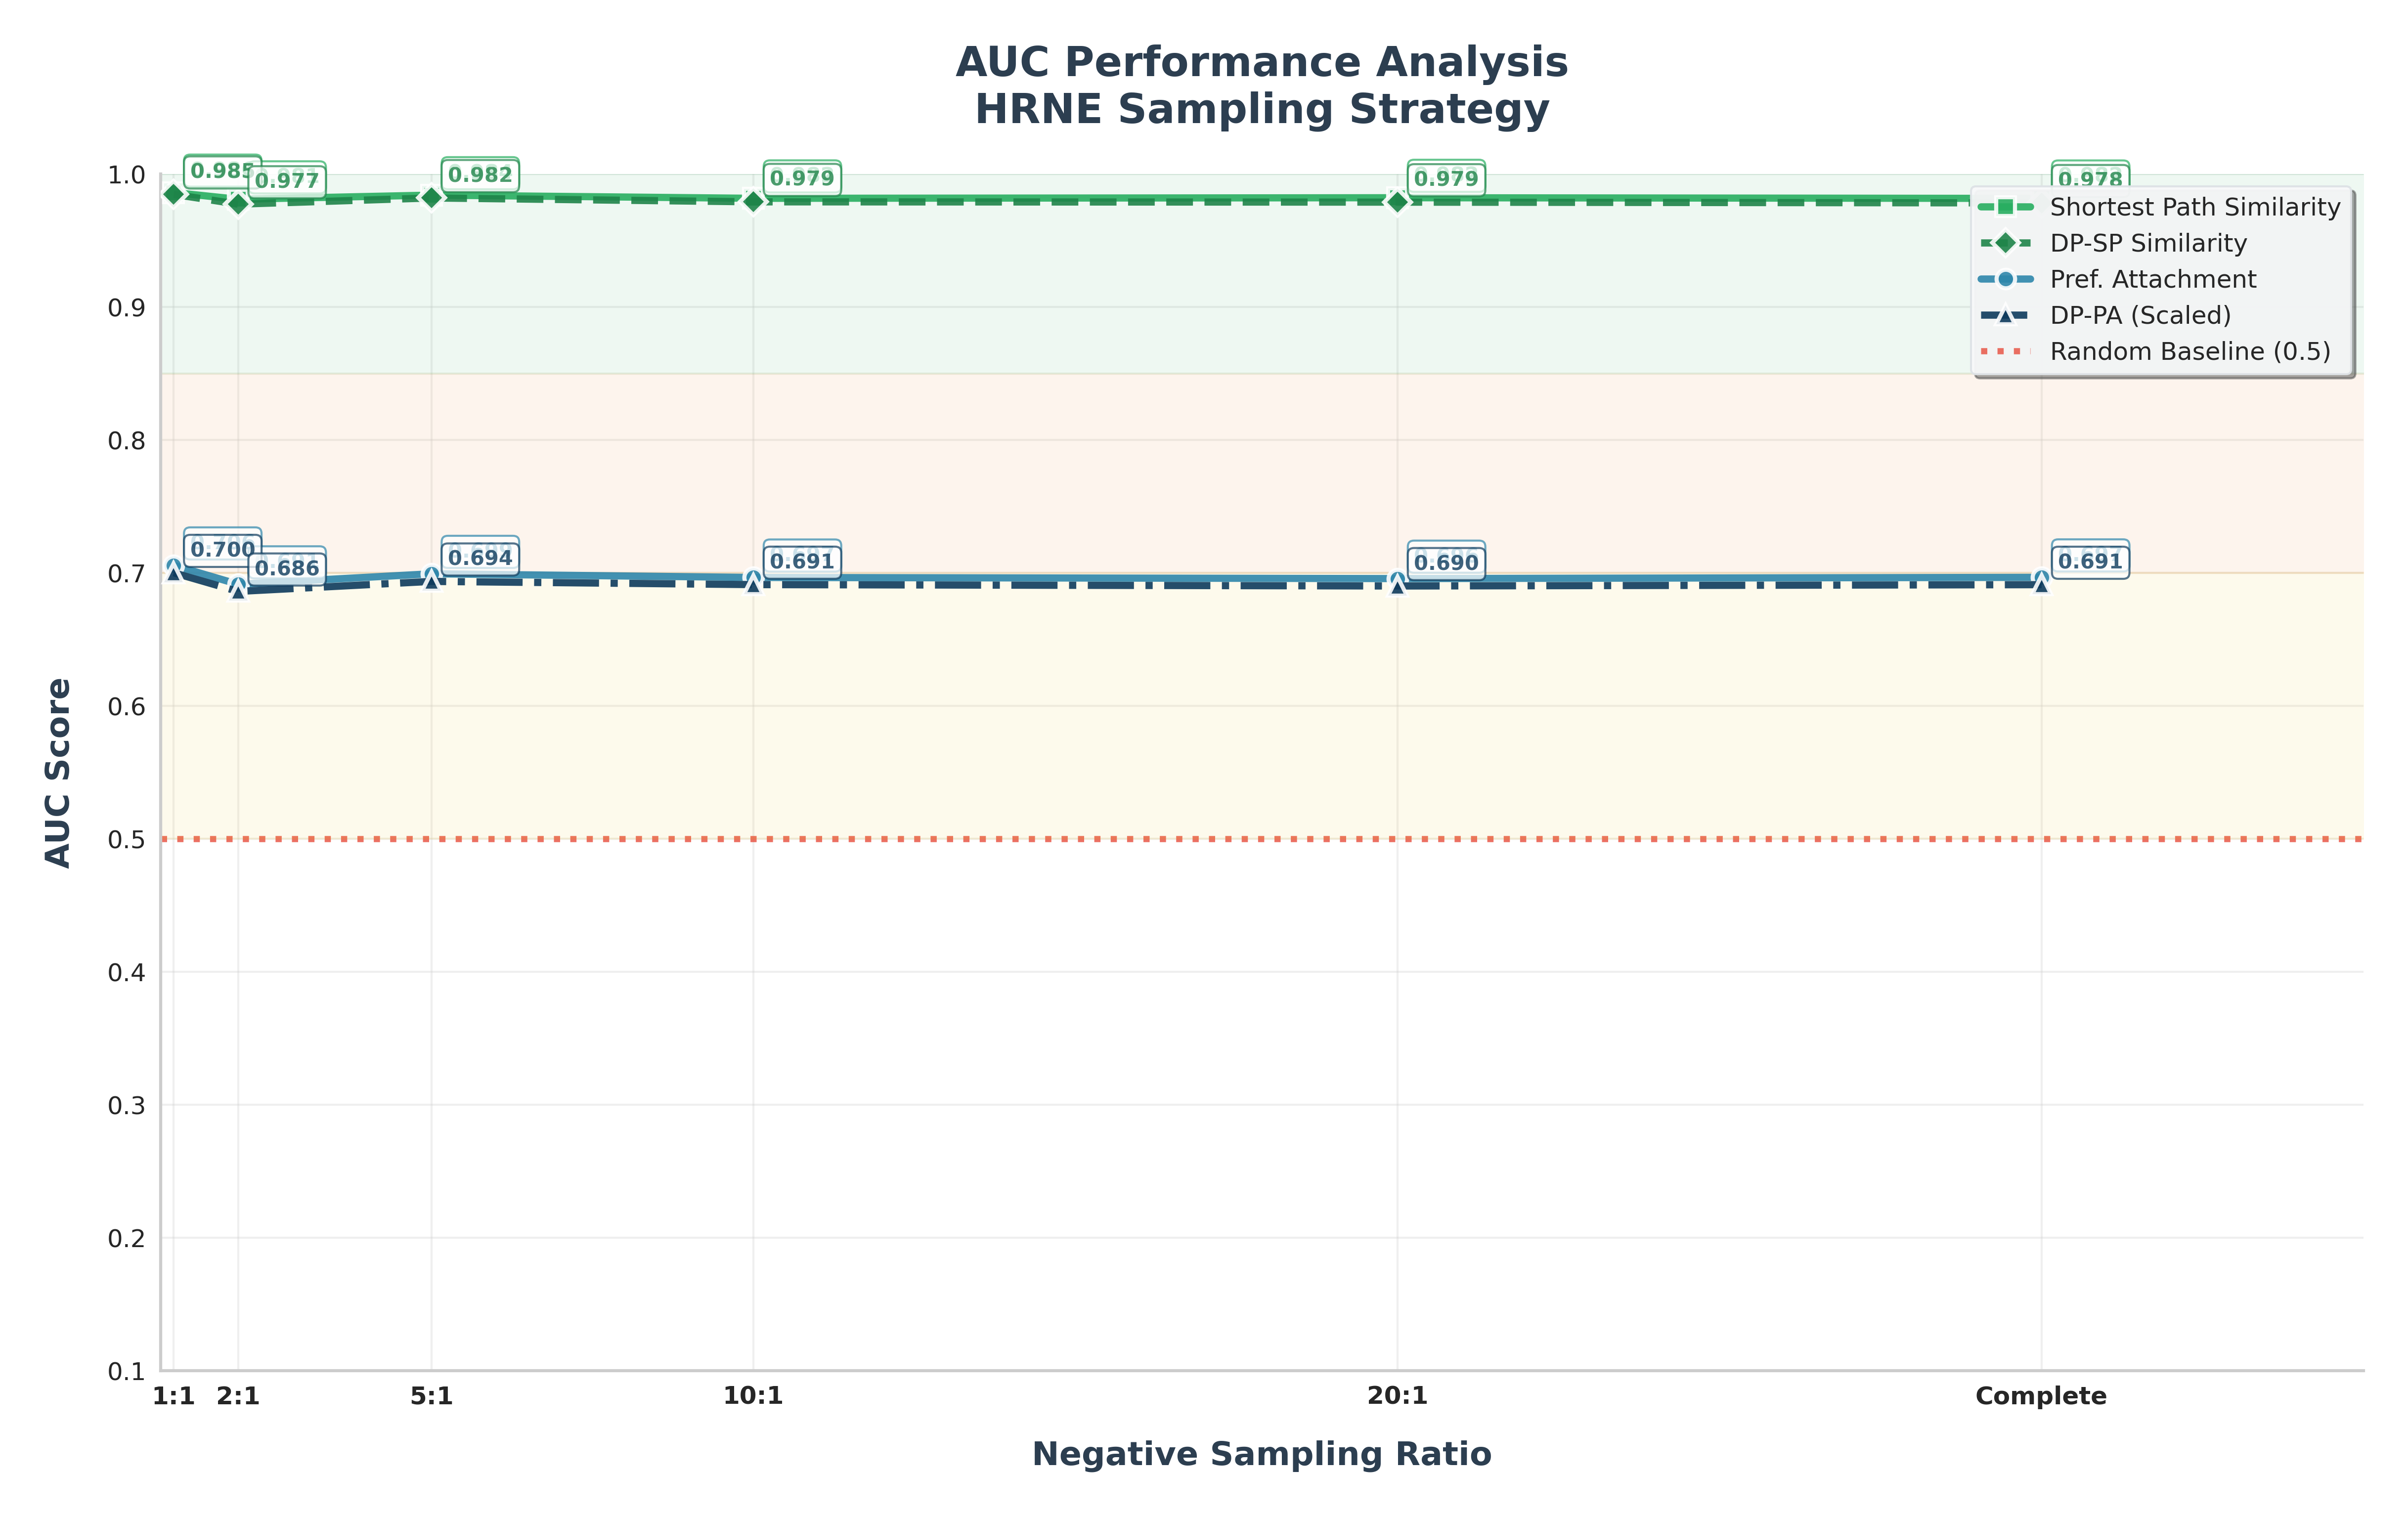 AUC Performance Analysis
HRNE Sampling Strategy
1.0
0.9
0.8
0.7
0.6
0.5
0.4
0.3
0.2
0.1
AUC Score
0.985
0.977
0.982
0.979
0.979
0.978
Shortest Path Similarity
DP-SP Similarity
Pref. Attachment
DP-PA (Scaled)
Random Baseline (0.5)
0.700
0.686
0.694
0.691
0.690
0.691
1:1
2:1
5:1
10:1
20:1
Complete
Negative Sampling Ratio